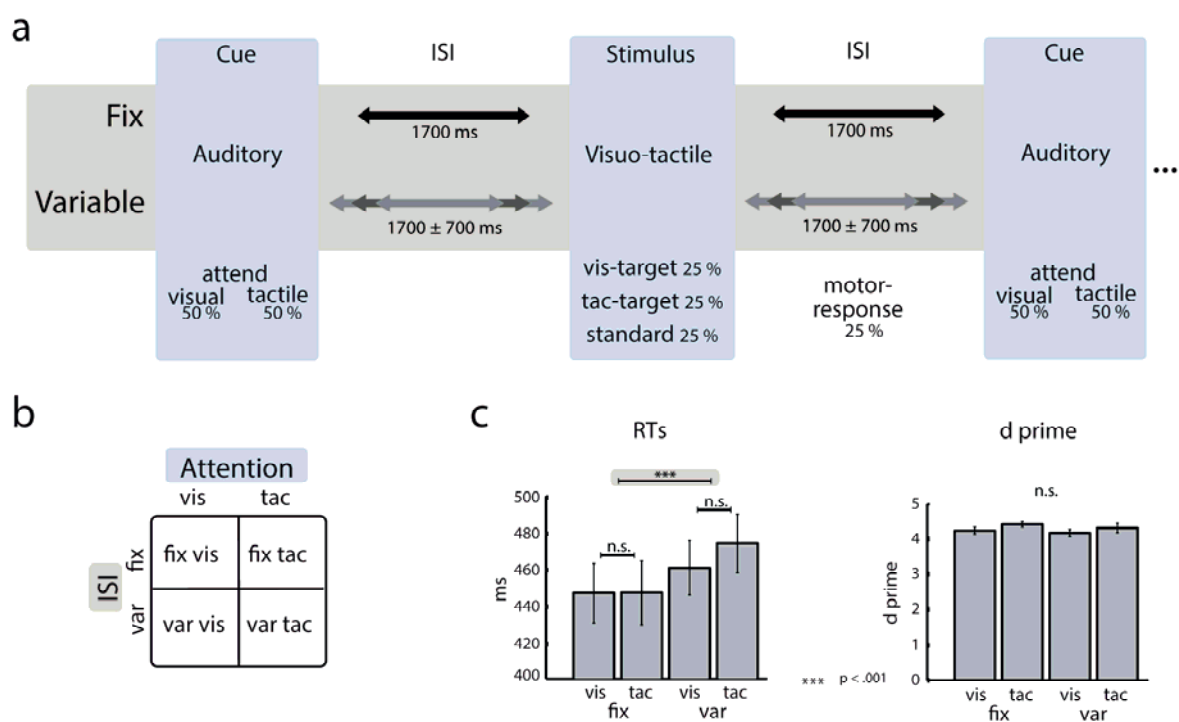 a
Cue
ISI
Stimulus
ISI
Cue
Fix
1700 ms
1700 ms
Auditory
Visuo-tactile
Auditory
...
Variable
1700 ± 700 ms
1700 ± 700 ms
attend
visual tactile
50 % 50 %
vis-target 25 %
tac-target 25 %
standard 25 %
motor-
response
25 %
attend
visual tactile
50 % 50 %
b
Attention
vis tac
ISI
fix
fix vis fix tac
var
var vis var tac
c
RTs
***
n.s.
n.s.
500
480
460
440
420
400
ms
vis tac vis tac
fix var
*** p < .001
d prime
n.s.
5
4
3
2
1
0
d prime
vis tac vis tac
fix var